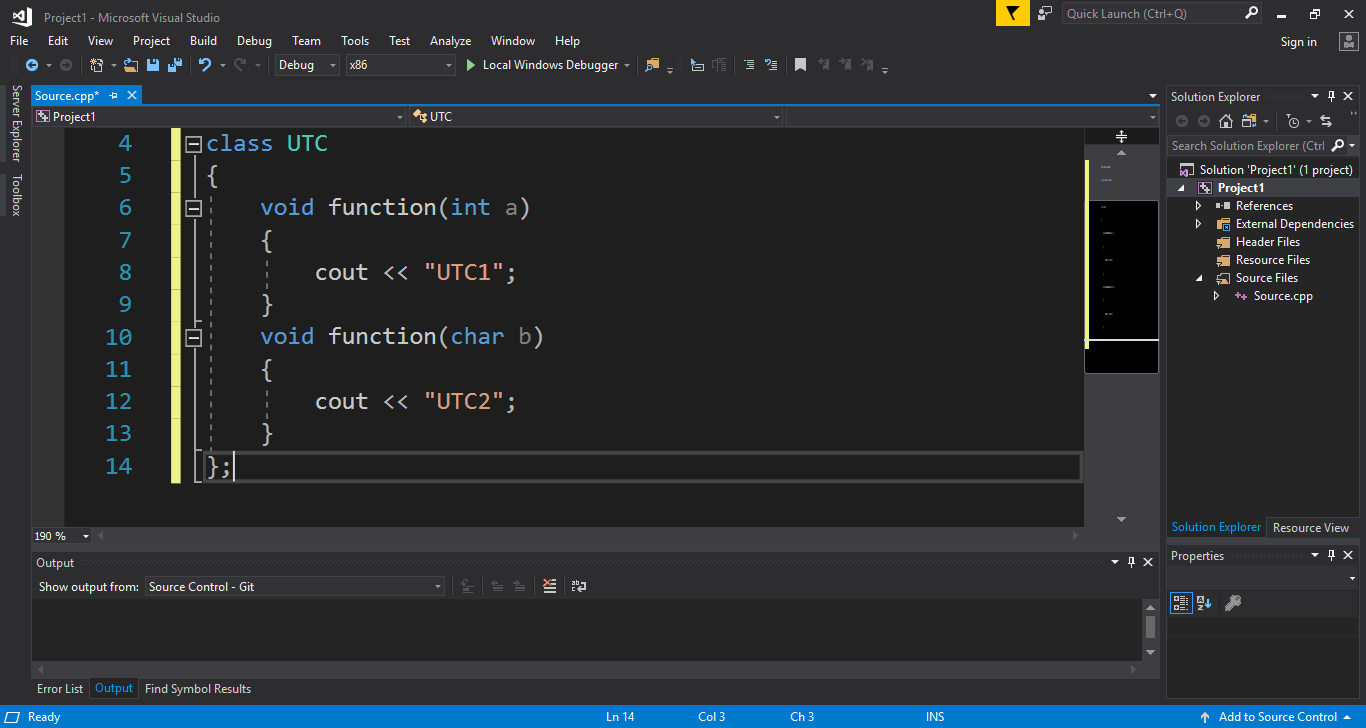 Project1 - Microsoft Visual Studio
Quick Launch (Ctrl+Q)
File Edit View Project Build Debug Team Tools Test Analyze Window Help
Sign in
Debug x86 Local Windows Debugger
Server Explorer
Toolbox
Source.cpp*
Project1 UTC
4 class UTC
5 {
6 void function(int a)
7 {
8 cout << "UTC1";
9 }
10 void function(char b)
11 {
12 cout << "UTC2";
13 }
14 };
190 %
Solution Explorer
Search Solution Explorer (Ctrl
Solution 'Project1' (1 project)
Project1
References
External Dependencies
Header Files
Resource Files
Source Files
Source.cpp
Solution Explorer Resource View
Properties
Output
Show output from: Source Control - Git
Error List Output Find Symbol Results
Ready Ln 14 Col 3 Ch 3 INS Add to Source Control